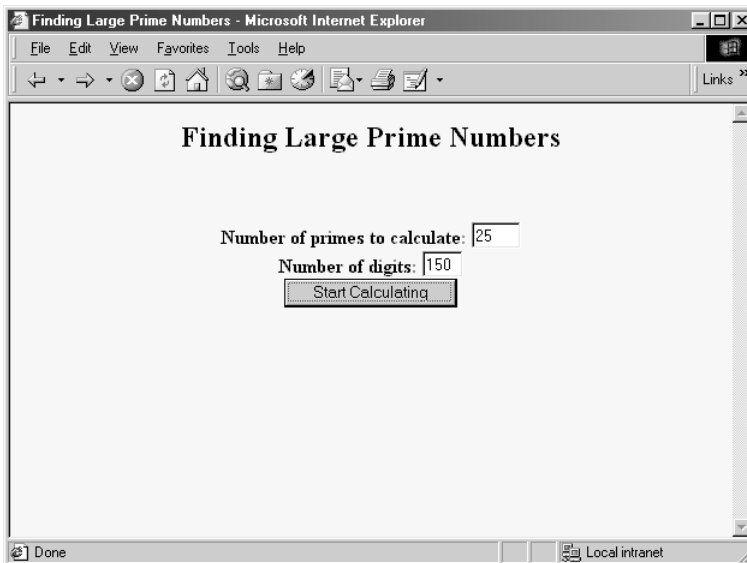 Finding Large Prime Numbers - Microsoft Internet Explorer
File Edit View Favorites Tools Help
Links »
Finding Large Prime Numbers
Number of primes to calculate: 25
Number of digits: 150
Start Calculating
Done Local intranet